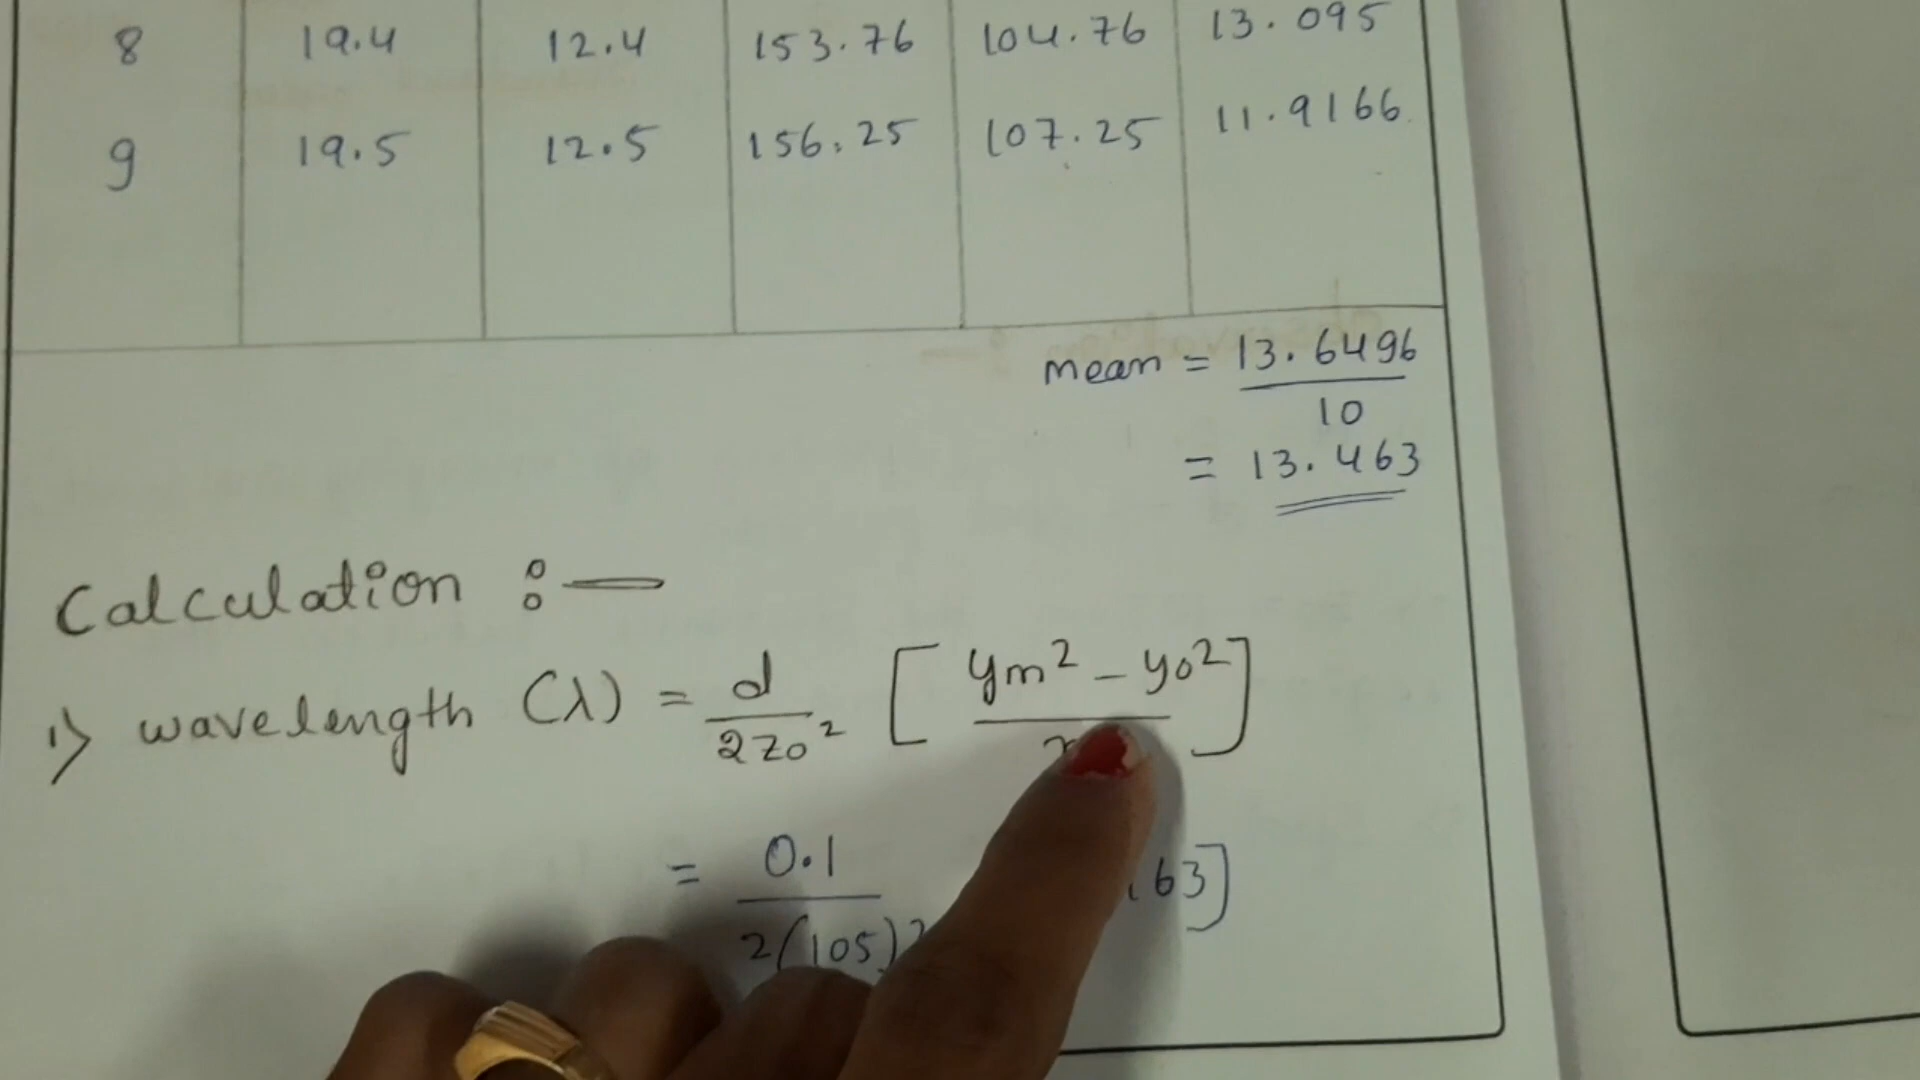 8 19.4 12.4 153.76 104.76 13.095
9 19.5 12.5 156.25 107.25 11.9166
mean = 13.6496
10
= 13.463
Calculation :-
1) wavelength (λ) = d / 2z₀² [ ym² - y₀² ]
= 0.1 / 2(105)² .63]